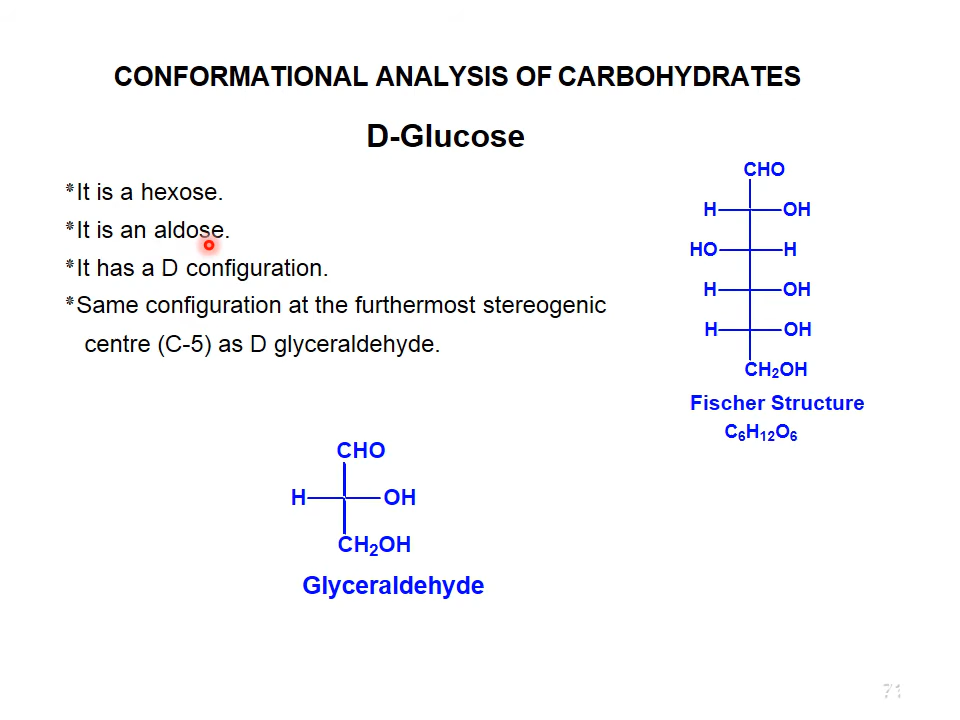 CONFORMATIONAL ANALYSIS OF CARBOHYDRATES
D-Glucose
*It is a hexose.
*It is an aldose.
*It has a D configuration.
*Same configuration at the furthermost stereogenic
centre (C-5) as D glyceraldehyde.
CHO
H OH
HO H
H OH
H OH
CH₂OH
Fischer Structure
C₆H₁₂O₆
CHO
H OH
CH₂OH
Glyceraldehyde
71